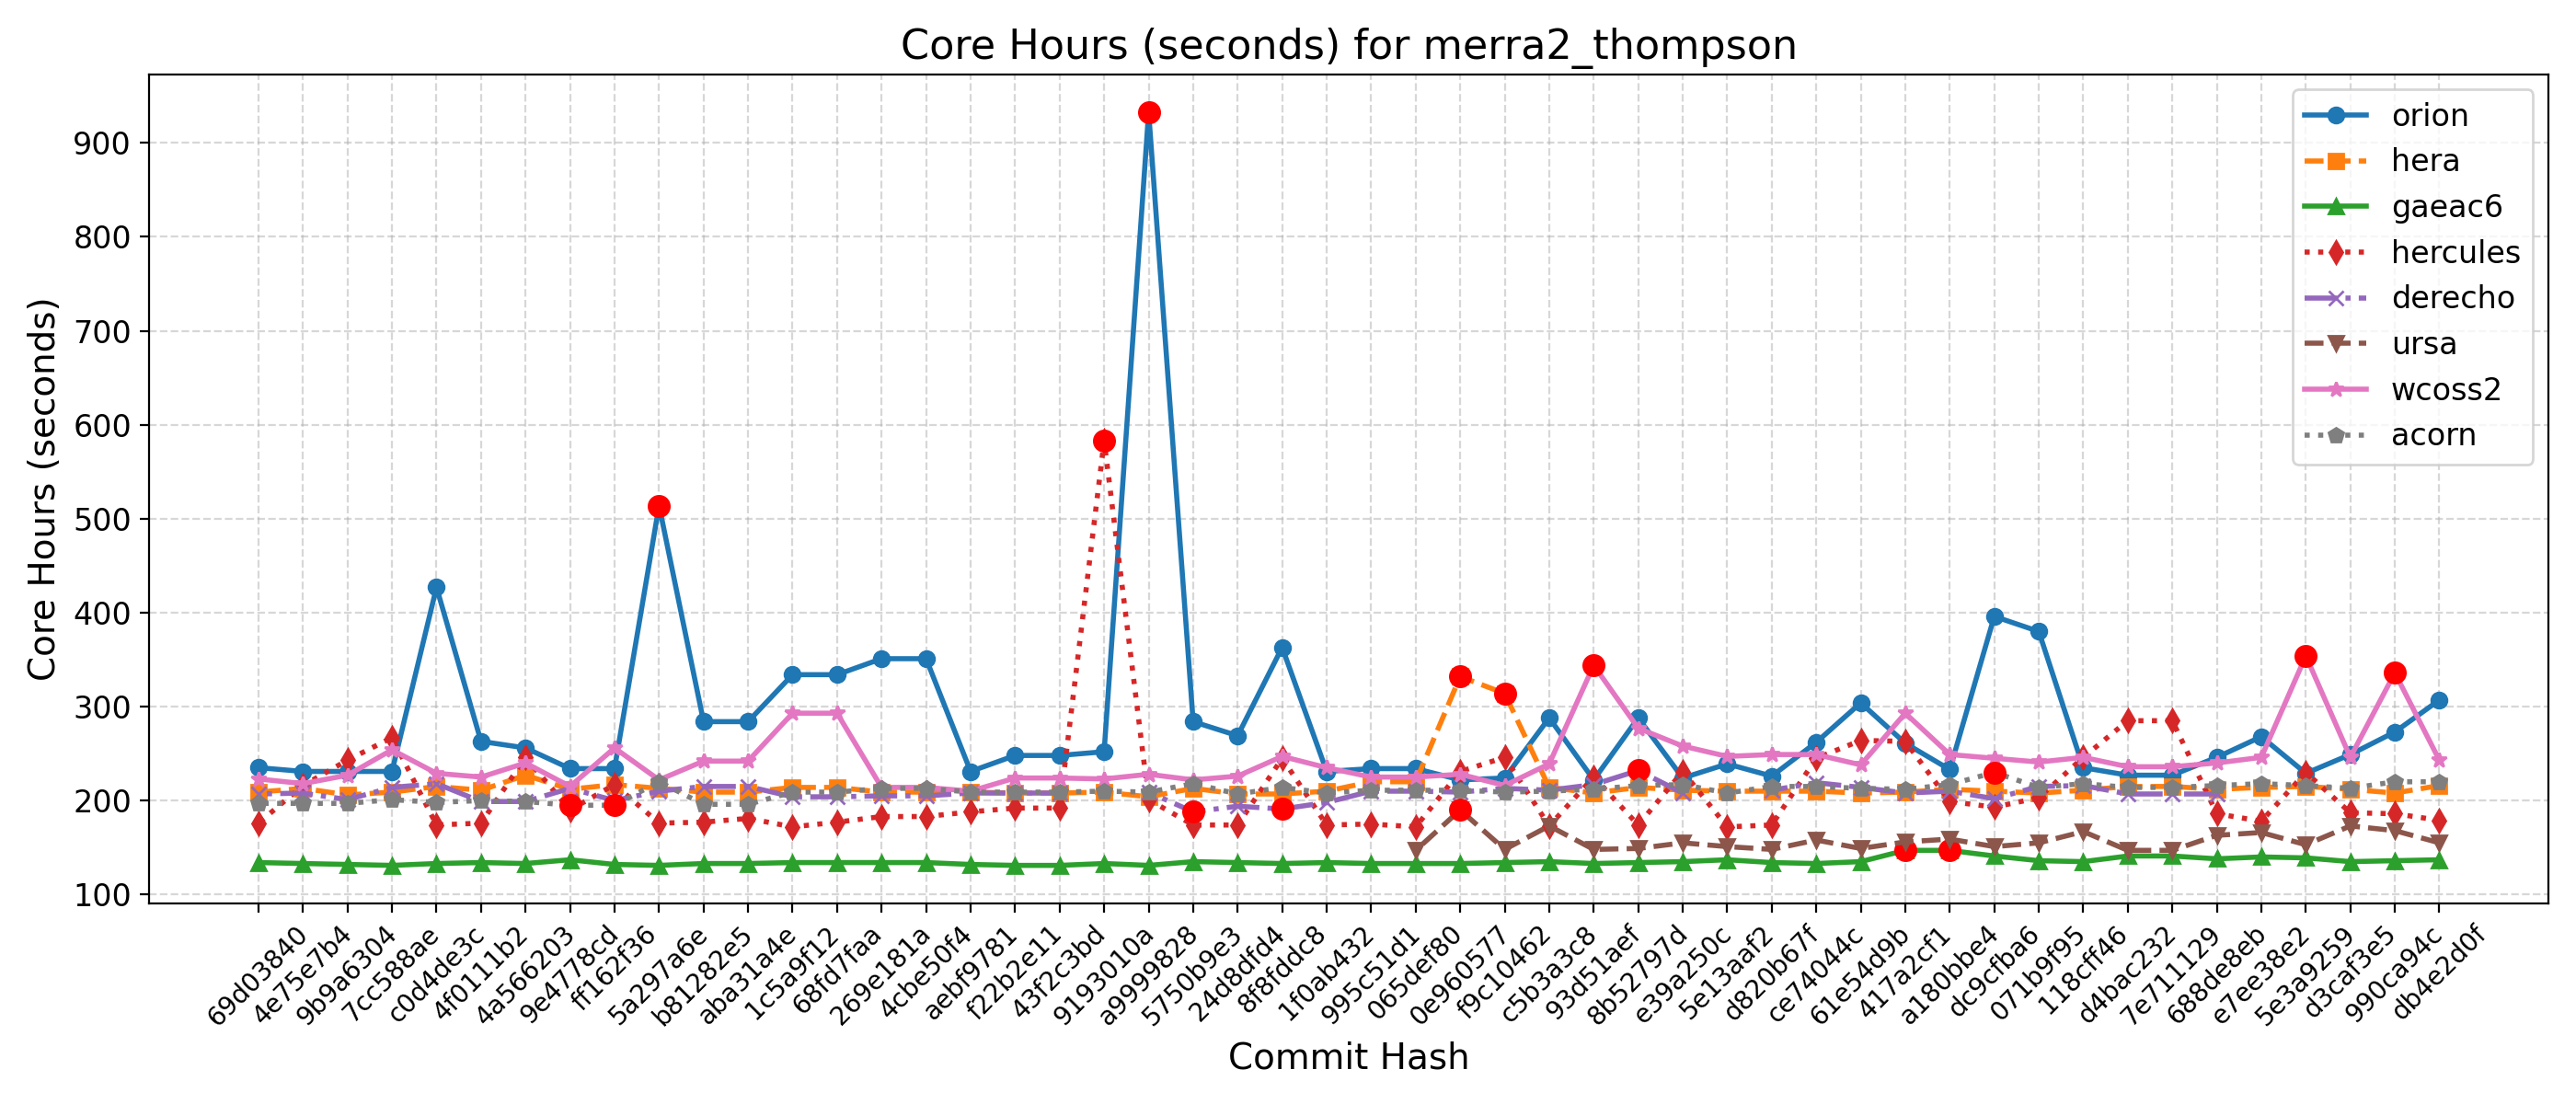 Core Hours (seconds) for merra2_thompson
Core Hours (seconds)
900
800
700
600
500
400
300
200
100
orion
hera
gaeac6
hercules
derecho
ursa
wcoss2
acorn
69d03840
4e75e7b4
9b9a6304
7cc588ae
c0d4de3c
4f0111b2
4a566203
9e4778cd
ff162f36
5a297a6e
b81282e5
aba31a4e
1c5a9f12
68fd7faa
269e181a
4cbe50f4
aebf9781
f22b2e11
43f2c3bd
9193010a
a9999828
5750b9e3
24d8dfd4
8f8fddc8
1f0ab432
995c51d1
065def80
0e960577
f9c10462
c5b3a3c8
93d51aef
8b52797d
e39a250c
5e13aaf2
d820b67f
ce74044c
61e54d9b
417a2cf1
a180bbe4
dc9cfba6
071b9f95
118cff46
d4bac232
7e711129
688de8eb
e7ee38e2
5e3a9259
d3caf3e5
990ca94c
db4e2d0f
Commit Hash